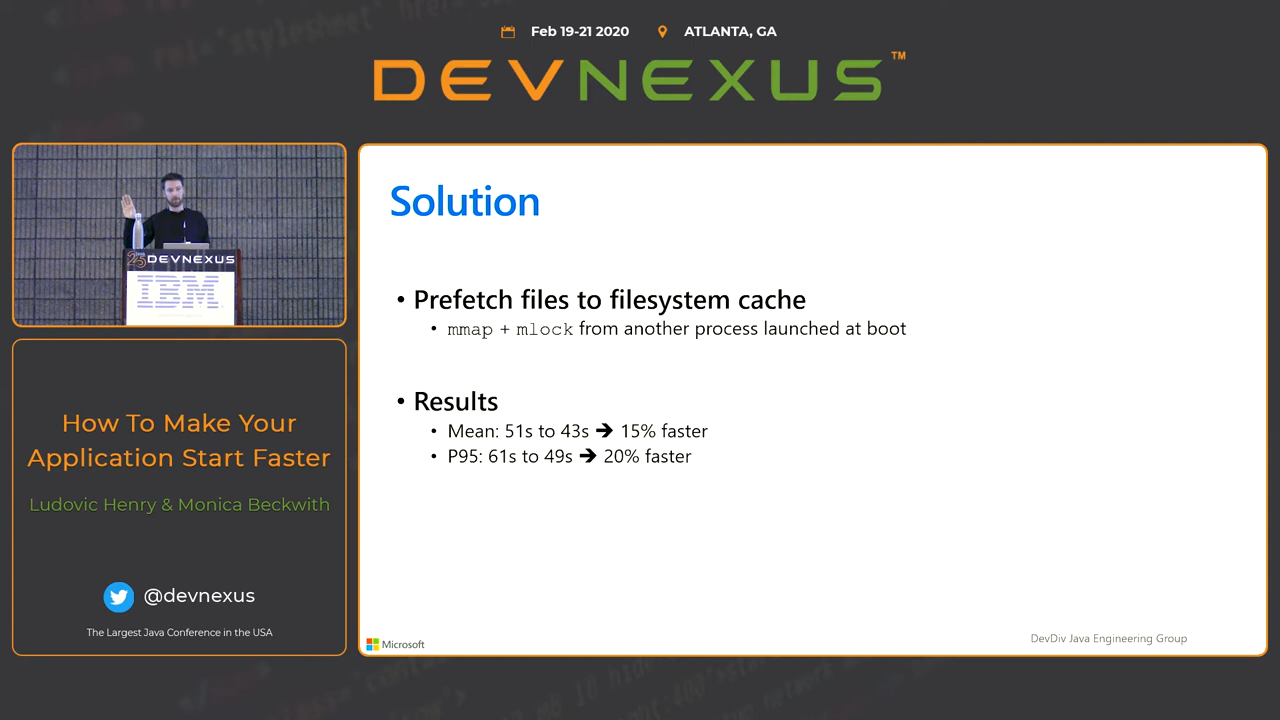 Feb 19-21 2020 ATLANTA, GA
DEVNEXUS™
25 DEVNEXUS
IBM
Solution
• Prefetch files to filesystem cache
• mmap + mlock from another process launched at boot
• Results
• Mean: 51s to 43s ➔ 15% faster
• P95: 61s to 49s ➔ 20% faster
Microsoft
DevDiv Java Engineering Group
How To Make Your
Application Start Faster
Ludovic Henry & Monica Beckwith
@devnexus
The Largest Java Conference in the USA